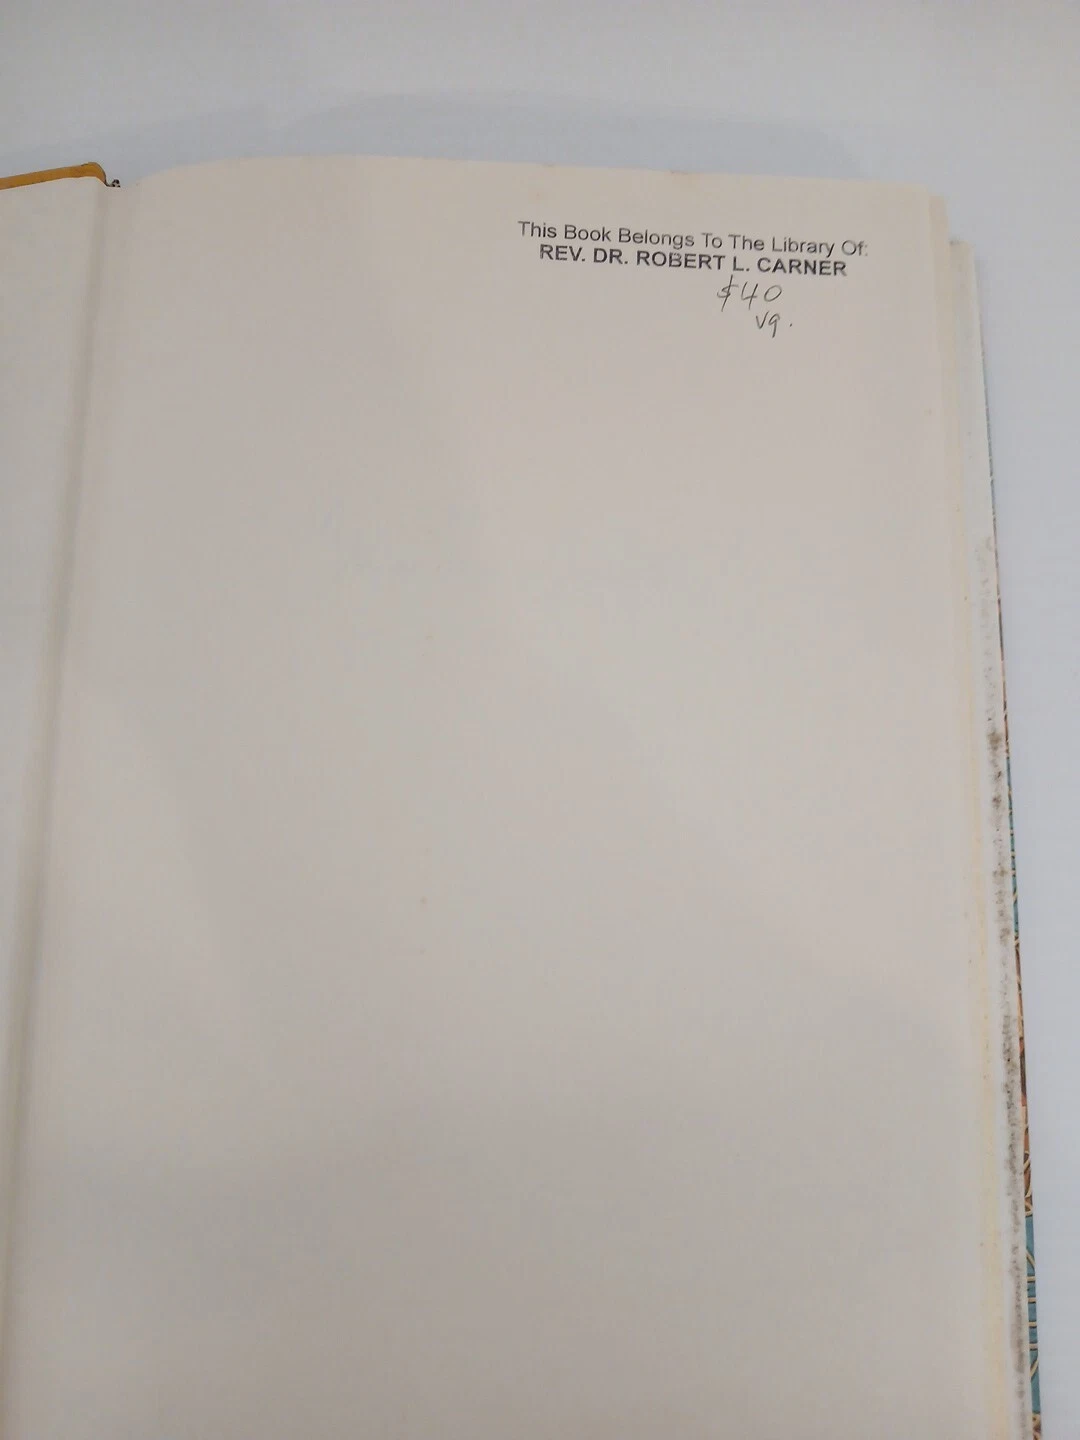 This Book Belongs To The Library Of:
REV. DR. ROBERT L. CARNER
$40
vg.